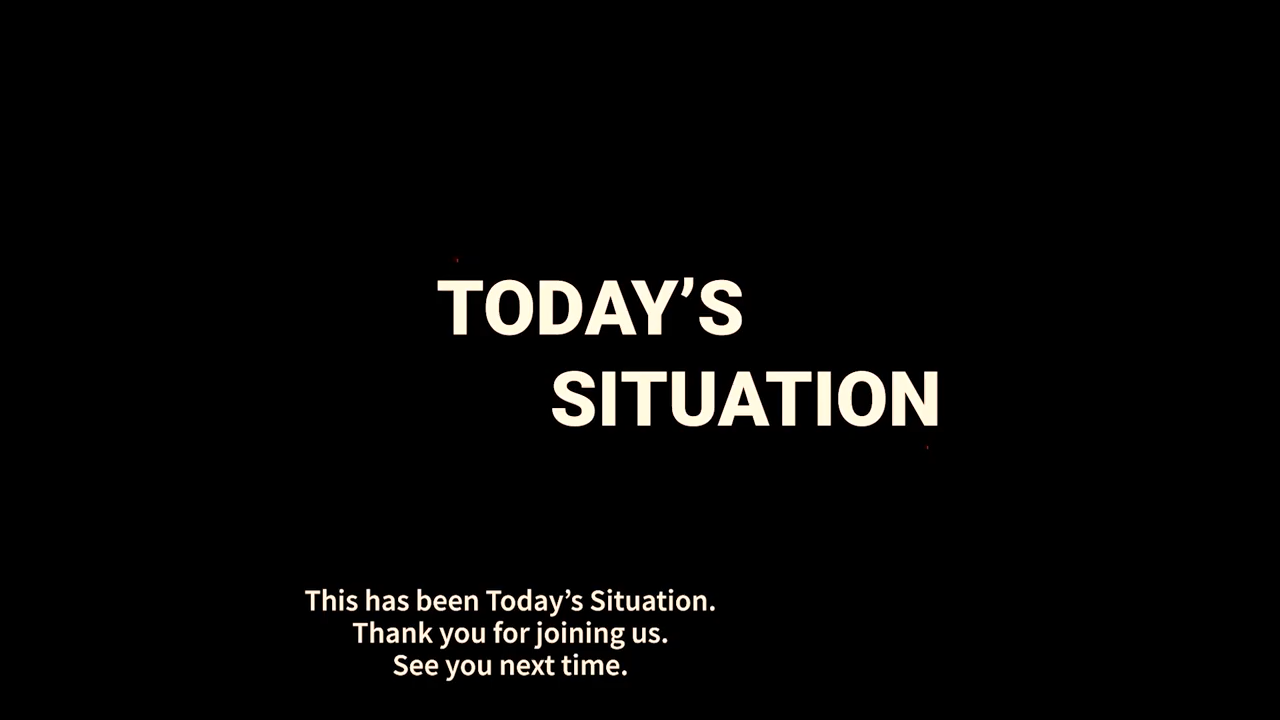 TODAY’S
SITUATION
This has been Today’s Situation.
Thank you for joining us.
See you next time.